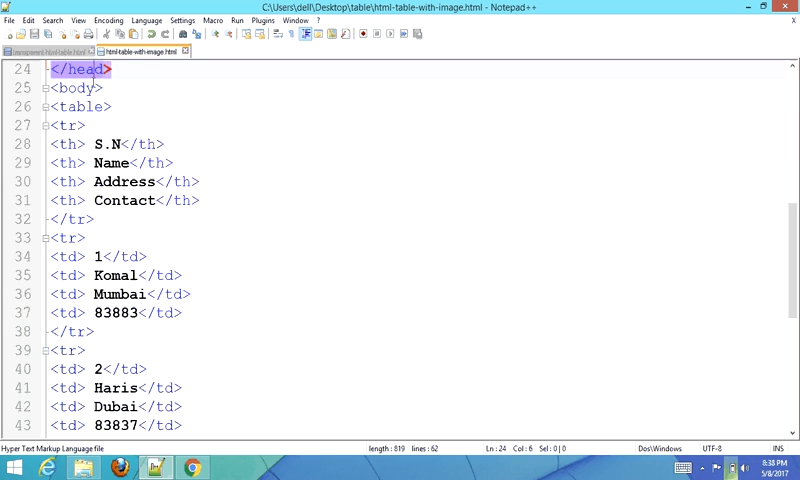 C:\Users\dell\Desktop\table\html-table-with-image.html - Notepad++
File Edit Search View Encoding Language Settings Macro Run Plugins Window ?
transparent html-table.html html-table-with-image.html
24 </head>
25 <body>
26 <table>
27 <tr>
28 <th> S.N</th>
29 <th> Name</th>
30 <th> Address</th>
31 <th> Contact</th>
32 </tr>
33 <tr>
34 <td> 1</td>
35 <td> Komal</td>
36 <td> Mumbai</td>
37 <td> 83883</td>
38 </tr>
39 <tr>
40 <td> 2</td>
41 <td> Haris</td>
42 <td> Dubai</td>
43 <td> 83837</td>
Hyper Text Markup Language file length : 819 lines : 62 Ln : 24 Col : 6 Sel : 0 | 0 Dos\Windows UTF-8 INS
8:38 PM
5/8/2017